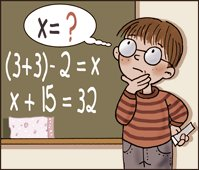 x= ?
(3+3)-2=x
x+15=32